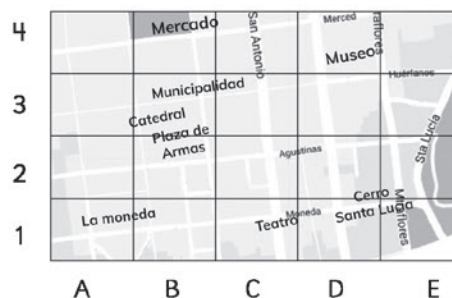 4
Mercado
San Antonio
Merced
raflores
Museo
Huérfanos
3
Municipalidad
Catedral
Plaza de
Armas
2
Agustinas
Sta Lucía
Cerro
Santa Lucía
Miraflores
1
La moneda
Teatro
Moneda
A B C D E